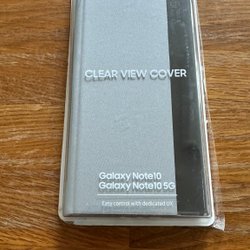 CLEAR VIEW COVER
Galaxy Note10
Galaxy Note10 5G
Easy control with dedicated UX